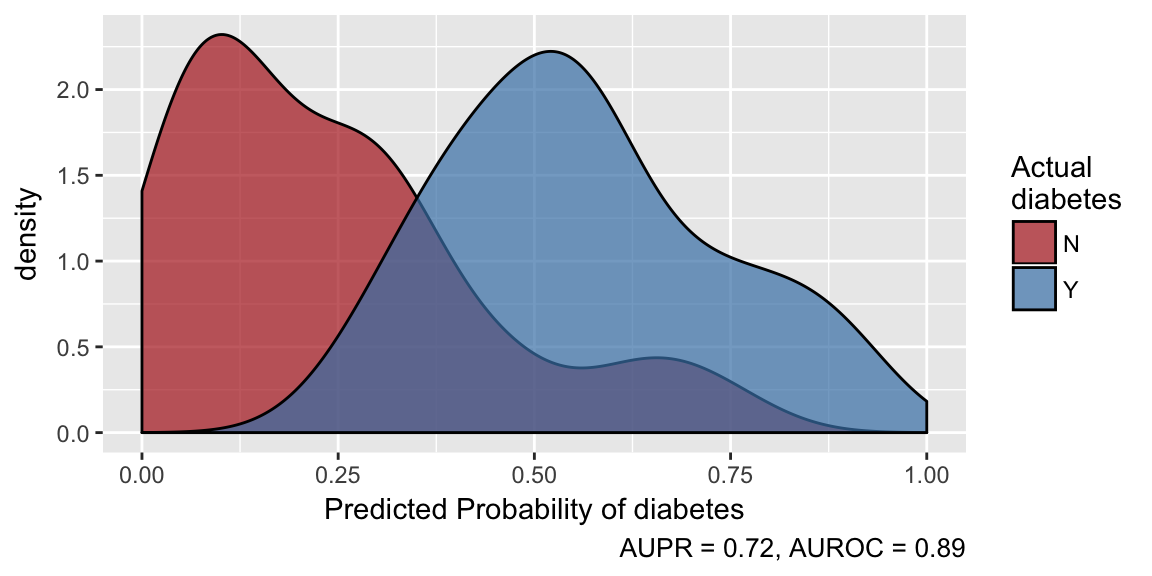 2.0
1.5
1.0
0.5
0.0
density
0.00 0.25 0.50 0.75 1.00
Predicted Probability of diabetes
AUPR = 0.72, AUROC = 0.89
Actual
diabetes
N
Y